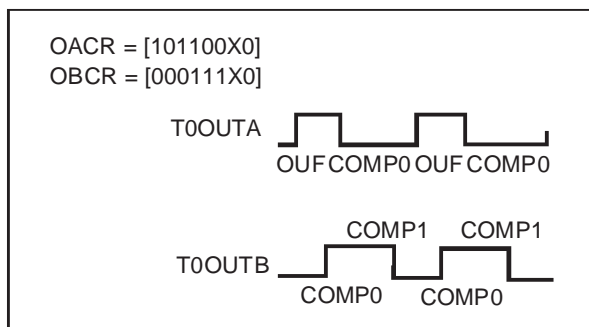 OACR = [101100X0]
OBCR = [000111X0]
T0OUTA
OUF COMP0 OUF COMP0
COMP1 COMP1
T0OUTB
COMP0 COMP0